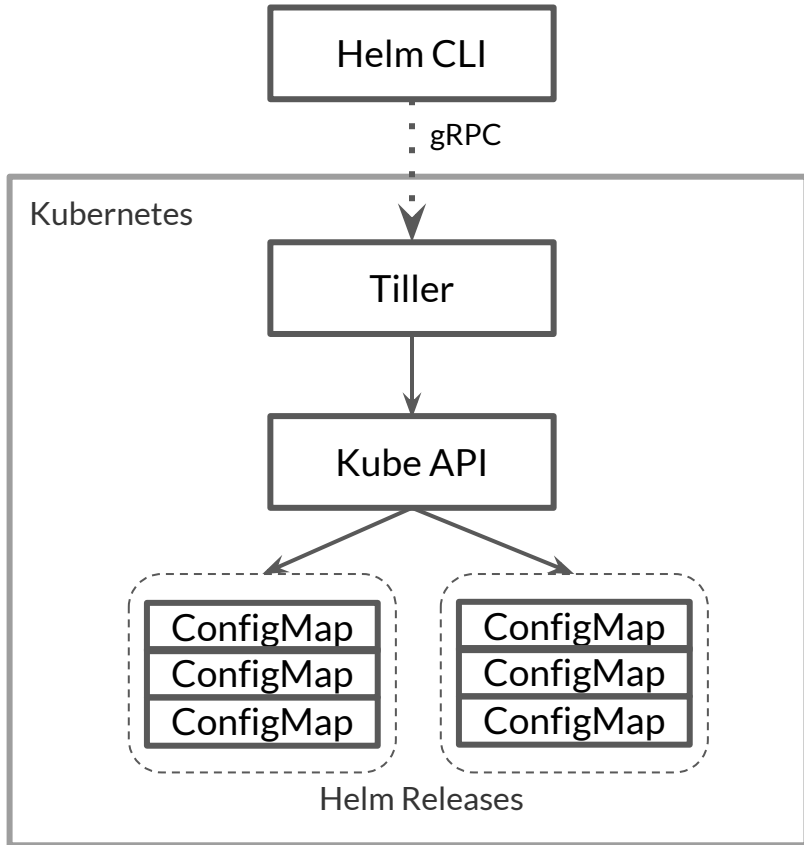 Helm CLI
gRPC
Kubernetes
Tiller
Kube API
ConfigMap
ConfigMap
ConfigMap
ConfigMap
ConfigMap
ConfigMap
Helm Releases